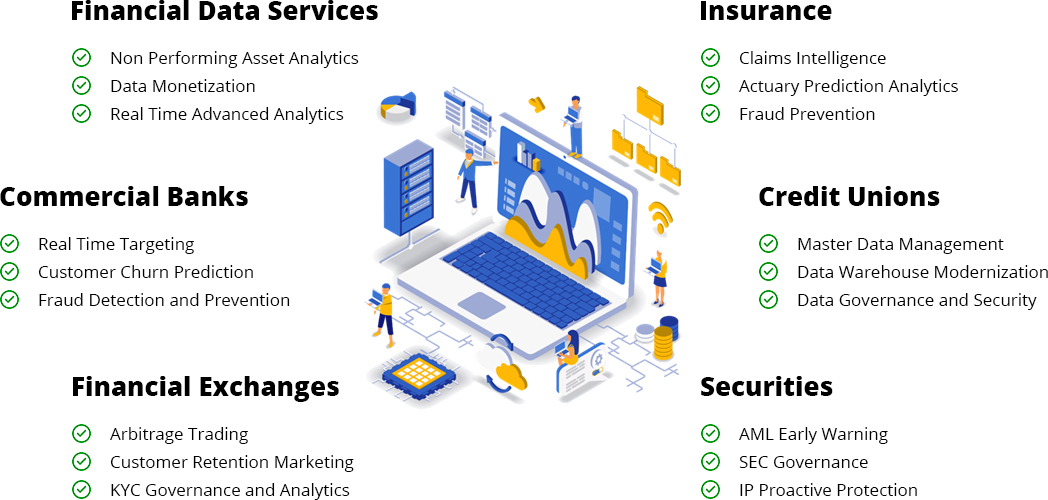 Financial Data Services
Non Performing Asset Analytics
Data Monetization
Real Time Advanced Analytics
Insurance
Claims Intelligence
Actuary Prediction Analytics
Fraud Prevention
Commercial Banks
Real Time Targeting
Customer Churn Prediction
Fraud Detection and Prevention
Credit Unions
Master Data Management
Data Warehouse Modernization
Data Governance and Security
Financial Exchanges
Arbitrage Trading
Customer Retention Marketing
KYC Governance and Analytics
Securities
AML Early Warning
SEC Governance
IP Proactive Protection